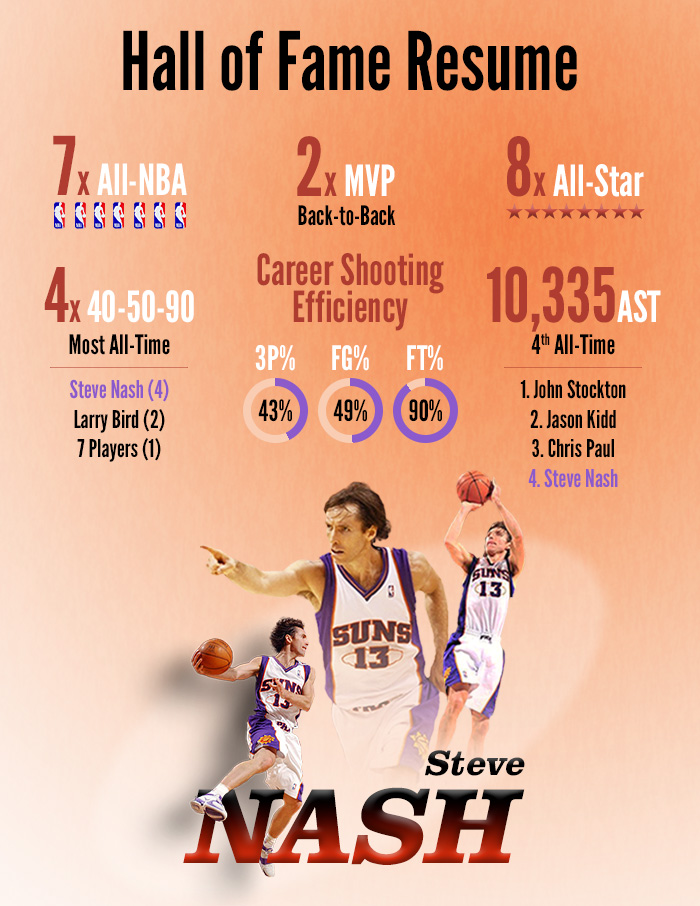 Hall of Fame Resume
7x All-NBA
2x MVP
Back-to-Back
8x All-Star
4x 40-50-90
Most All-Time
Steve Nash (4)
Larry Bird (2)
7 Players (1)
Career Shooting
Efficiency
3P% FG% FT%
43% 49% 90%
10,335 AST
4th All-Time
1. John Stockton
2. Jason Kidd
3. Chris Paul
4. Steve Nash
SUNS
13
SUNS
13
SUNS
13
Steve
NASH